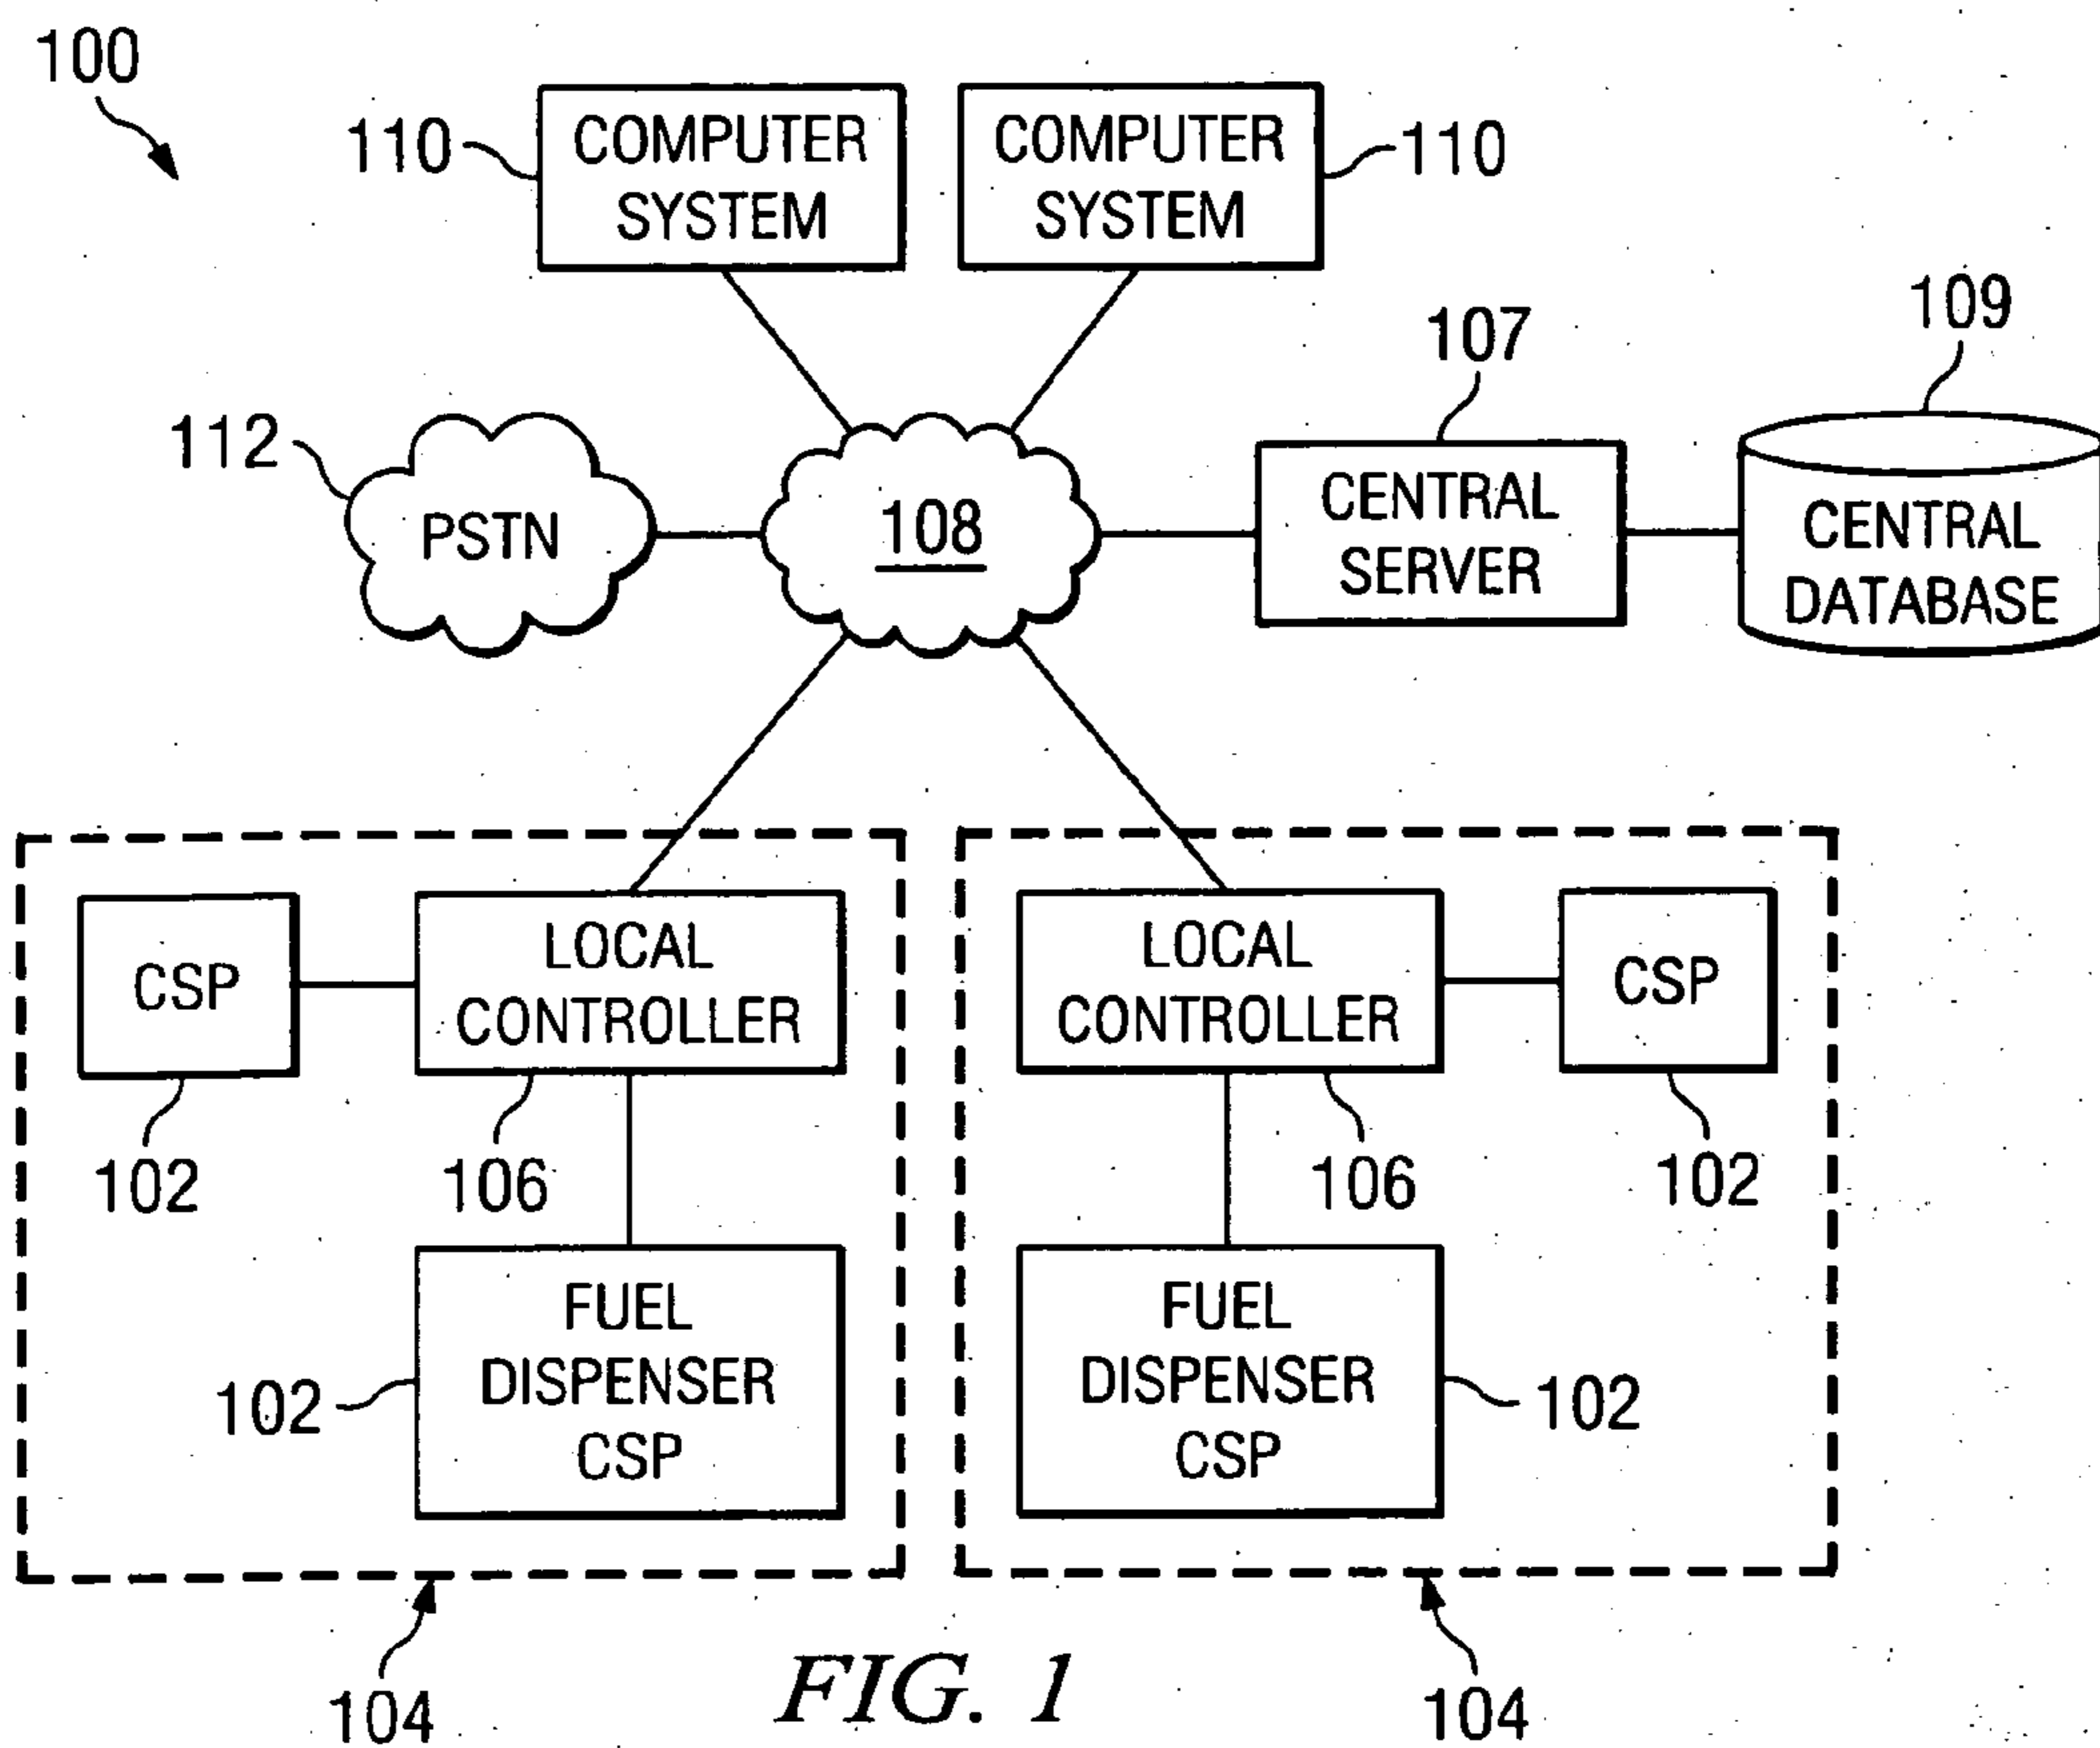 100
110
COMPUTER
SYSTEM
COMPUTER
SYSTEM
110
107
109
112
PSTN
108
CENTRAL
SERVER
CENTRAL
DATABASE
CSP
LOCAL
CONTROLLER
LOCAL
CONTROLLER
CSP
102
106
106
102
FUEL
DISPENSER
CSP
102
FUEL
DISPENSER
CSP
102
104
FIG. 1
104